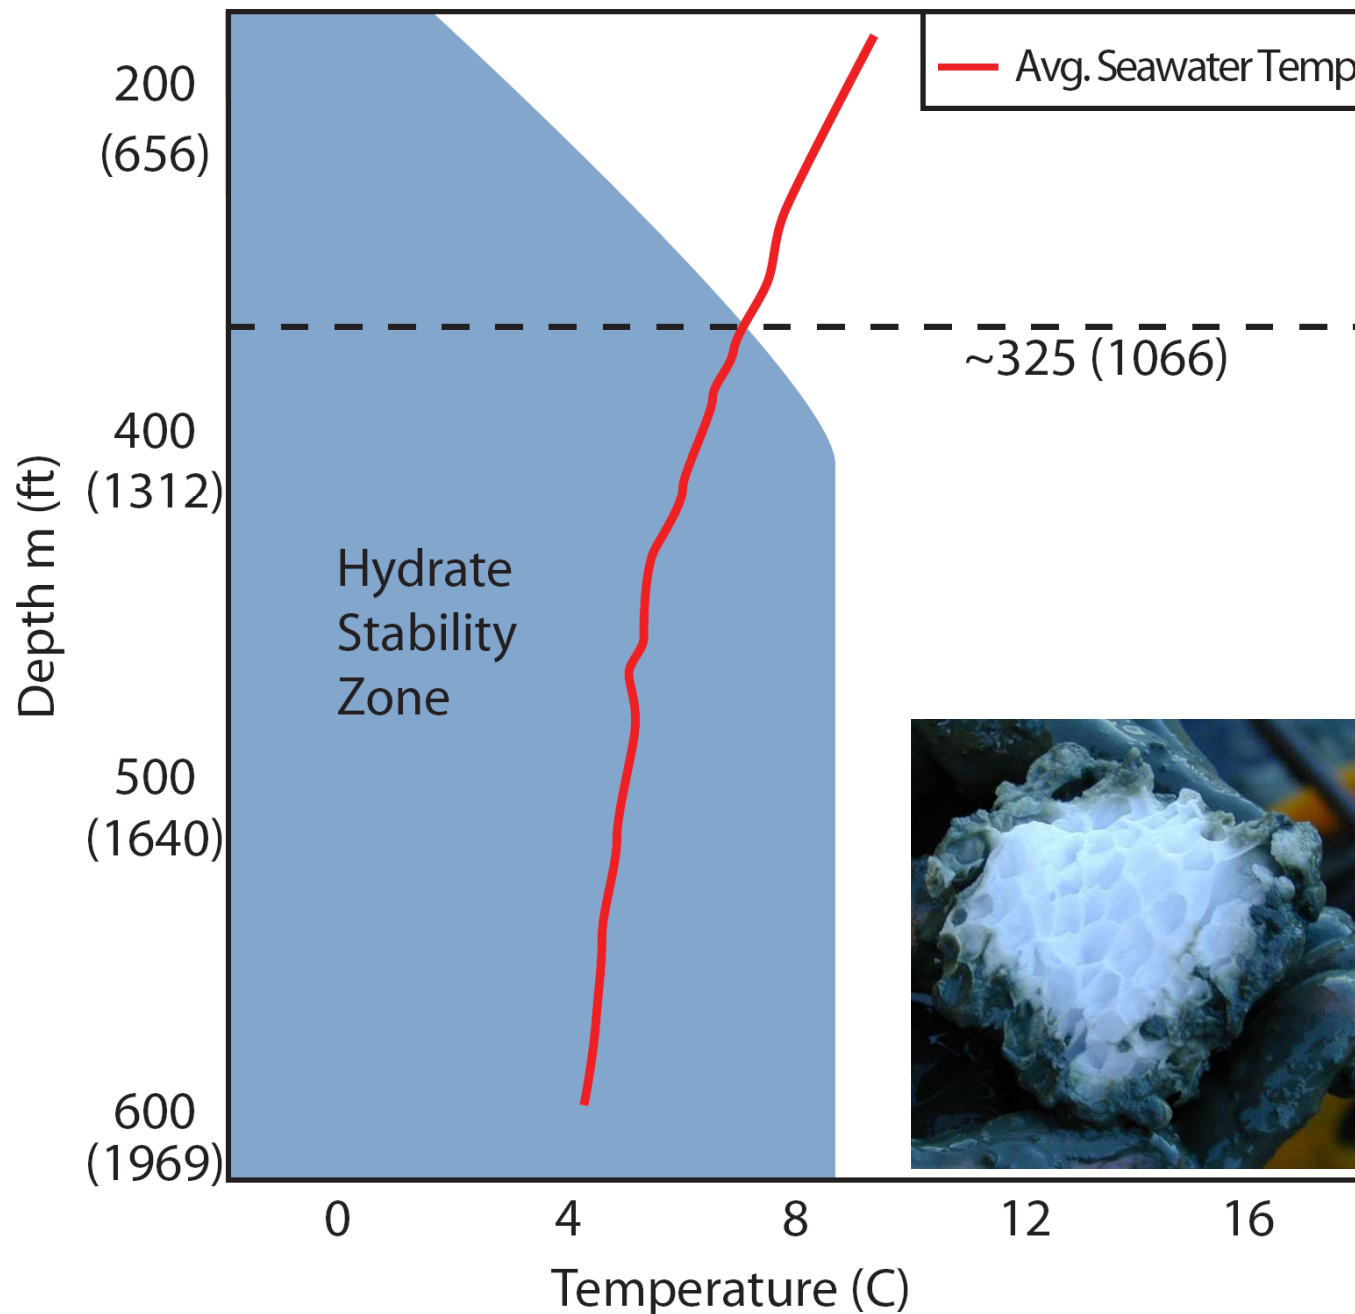 Avg. Seawater Temp
200
(656)
~325 (1066)
400
(1312)
Depth m (ft)
Hydrate
Stability
Zone
500
(1640)
600
(1969)
0 4 8 12 16
Temperature (C)